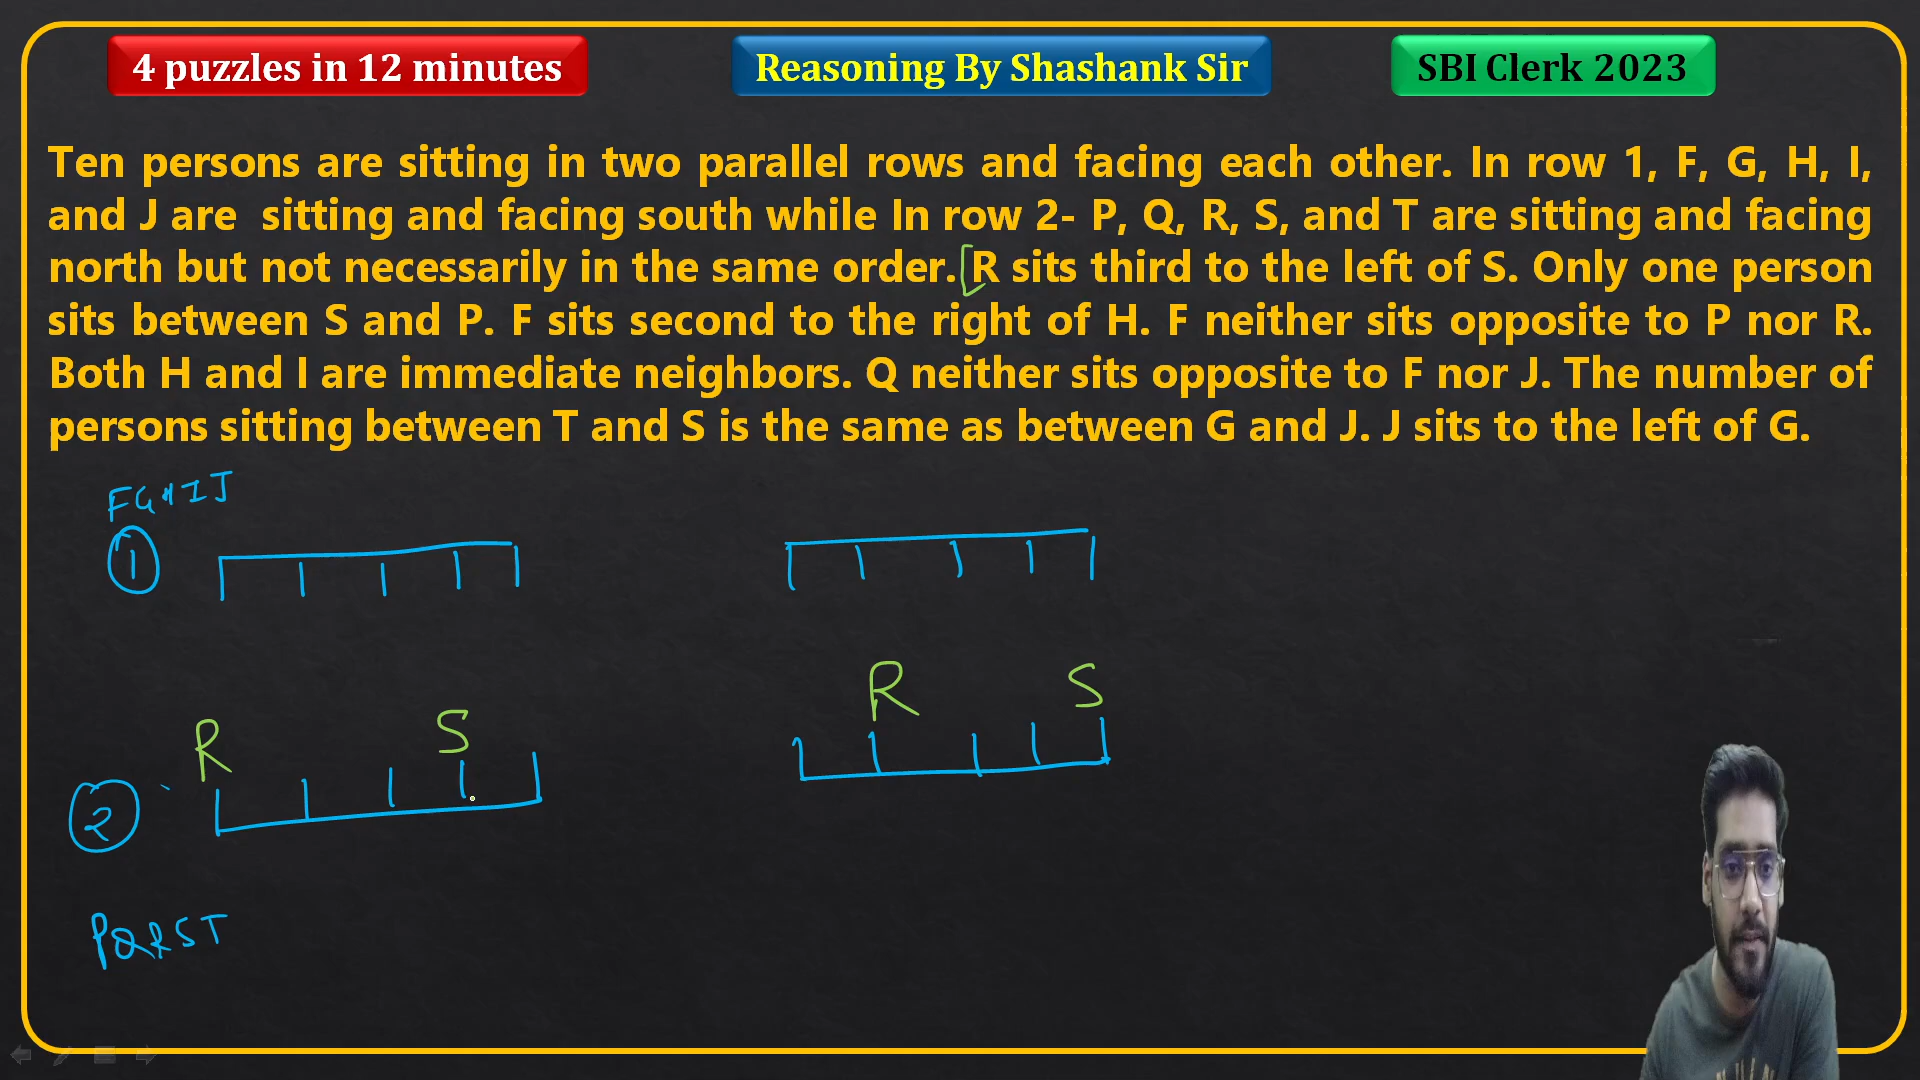 4 puzzles in 12 minutes
Reasoning By Shashank Sir
SBI Clerk 2023
Ten persons are sitting in two parallel rows and facing each other. In row 1, F, G, H, I,
and J are sitting and facing south while In row 2- P, Q, R, S, and T are sitting and facing
north but not necessarily in the same order. [R sits third to the left of S. Only one person
sits between S and P. F sits second to the right of H. F neither sits opposite to P nor R.
Both H and I are immediate neighbors. Q neither sits opposite to F nor J. The number of
persons sitting between T and S is the same as between G and J. J sits to the left of G.
FGHIJ
1
R S
R S
2
PQRST